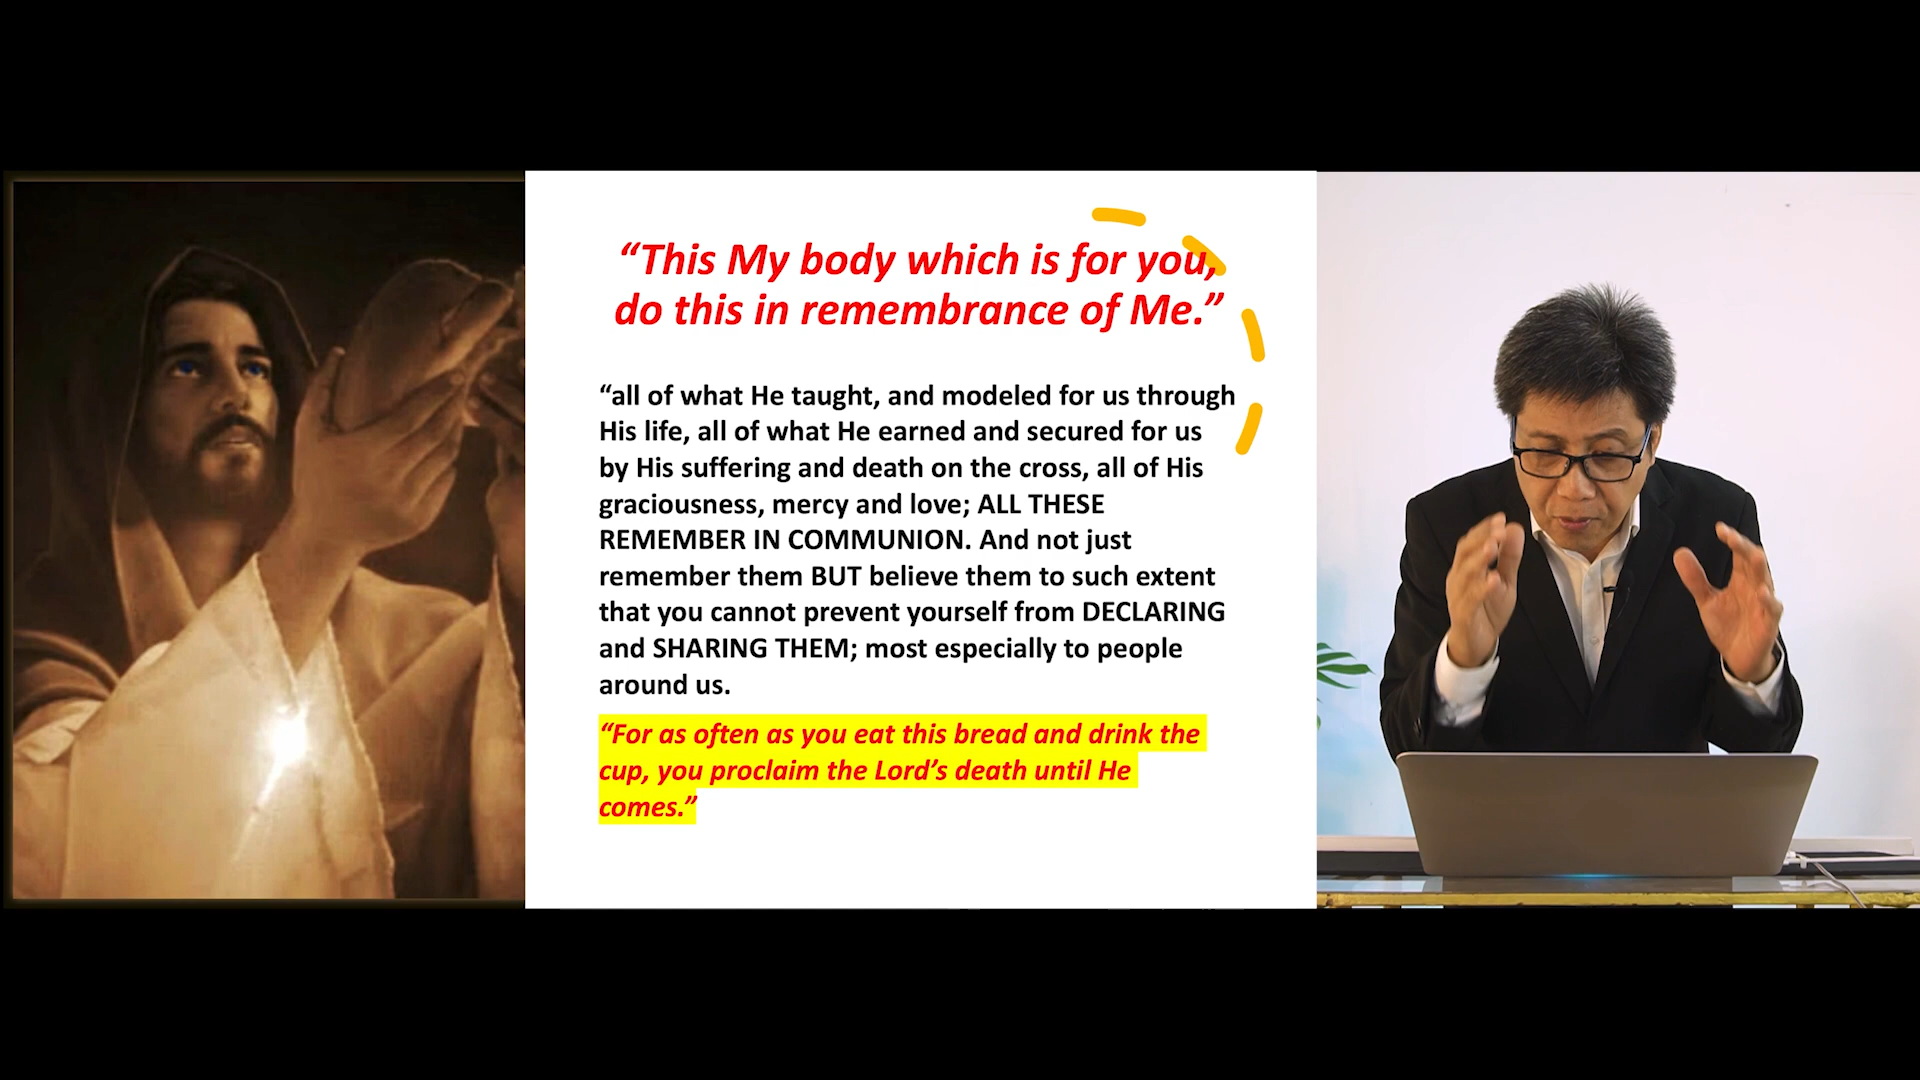 “This My body which is for you,
do this in remembrance of Me.”
“all of what He taught, and modeled for us through
His life, all of what He earned and secured for us
by His suffering and death on the cross, all of His
graciousness, mercy and love; ALL THESE
REMEMBER IN COMMUNION. And not just
remember them BUT believe them to such extent
that you cannot prevent yourself from DECLARING
and SHARING THEM; most especially to people
around us.
“For as often as you eat this bread and drink the
cup, you proclaim the Lord’s death until He
comes.”